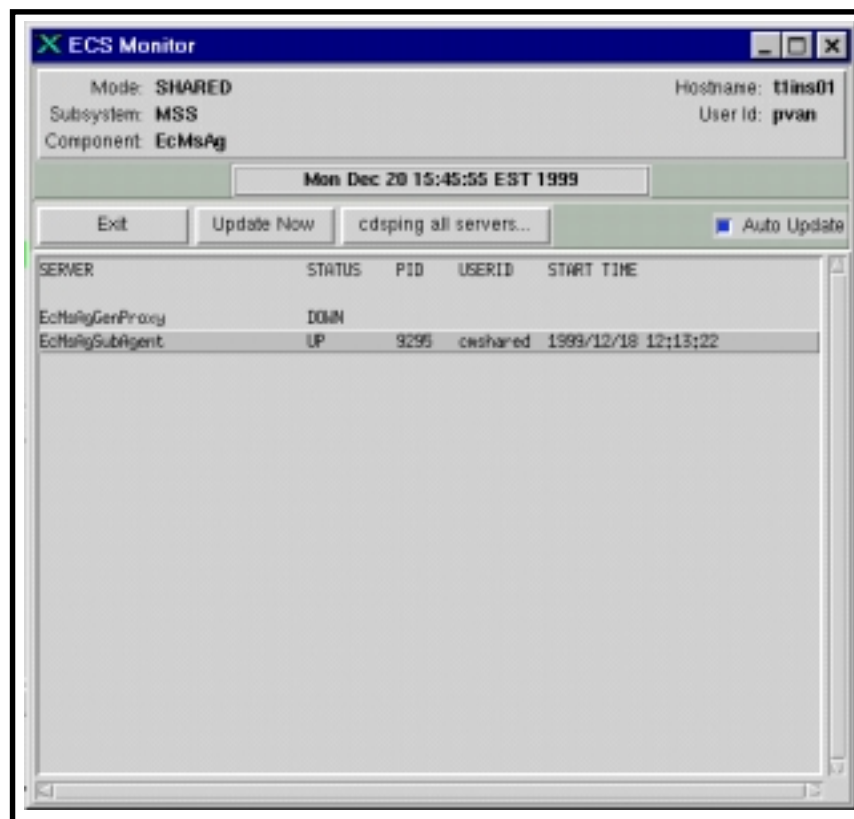 ECS Monitor
Mode: SHARED Hostname: t1ins01
Subsystem: MSS User Id: pvan
Component: EcMsAg
Mon Dec 20 15:45:55 EST 1999
Exit Update Now cdsping all servers... Auto Update
SERVER STATUS PID USERID START TIME
EcMsAgGenProxy DOWN
EcMsAgSubAgent UP 9295 cmshared 1999/12/18 12:13:22